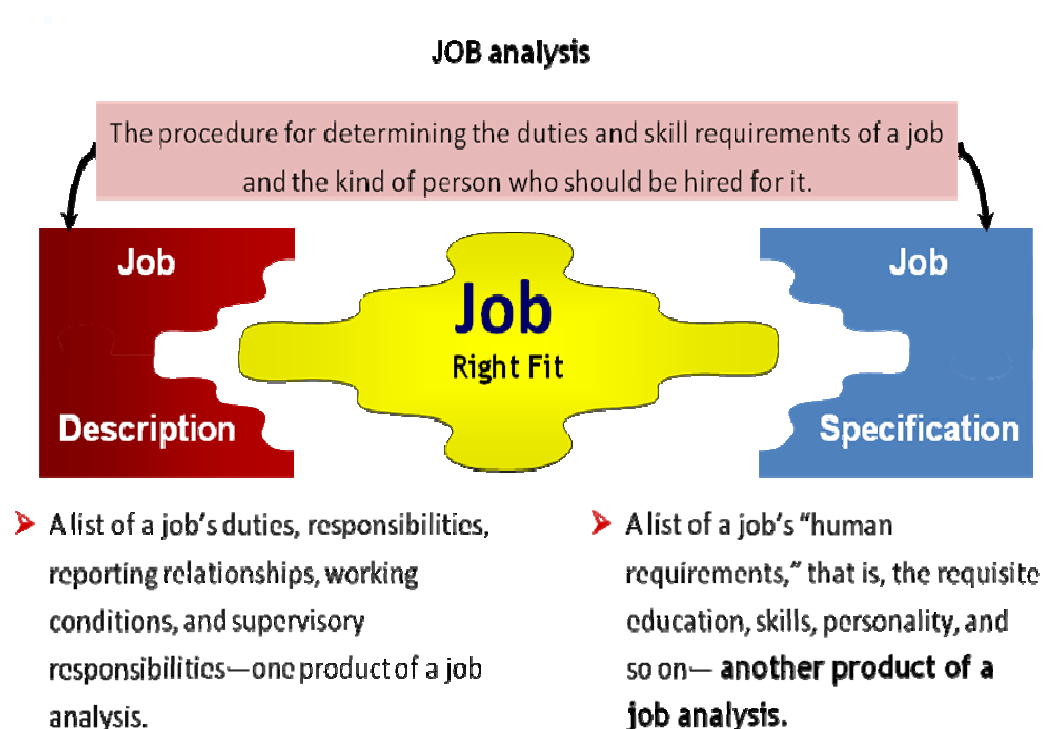 JOB analysis
The procedure for determining the duties and skill requirements of a job
and the kind of person who should be hired for it.
Job
Description
Job
Right Fit
Job
Specification
➤ A list of a job's duties, responsibilities,
reporting relationships, working
conditions, and supervisory
responsibilities—one product of a job
analysis.
➤ A list of a job's "human
requirements," that is, the requisite
education, skills, personality, and
so on— another product of a
job analysis.